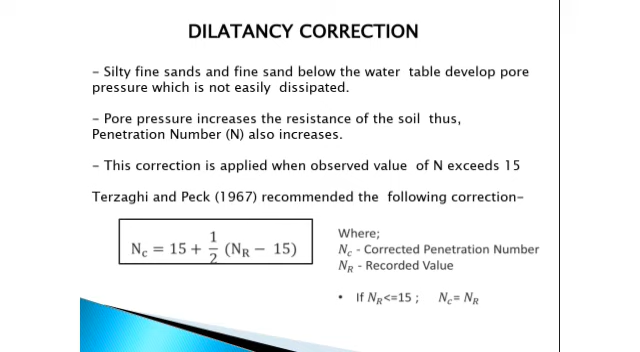 DILATANCY CORRECTION
– Silty fine sands and fine sand below the water table develop pore
pressure which is not easily dissipated.
– Pore pressure increases the resistance of the soil thus,
Penetration Number (N) also increases.
– This correction is applied when observed value of N exceeds 15
Terzaghi and Peck (1967) recommended the following correction–
N_c = 15 + 1/2 (N_R − 15)
Where;
N_c - Corrected Penetration Number
N_R - Recorded Value
• If N_R<=15 ; N_c= N_R